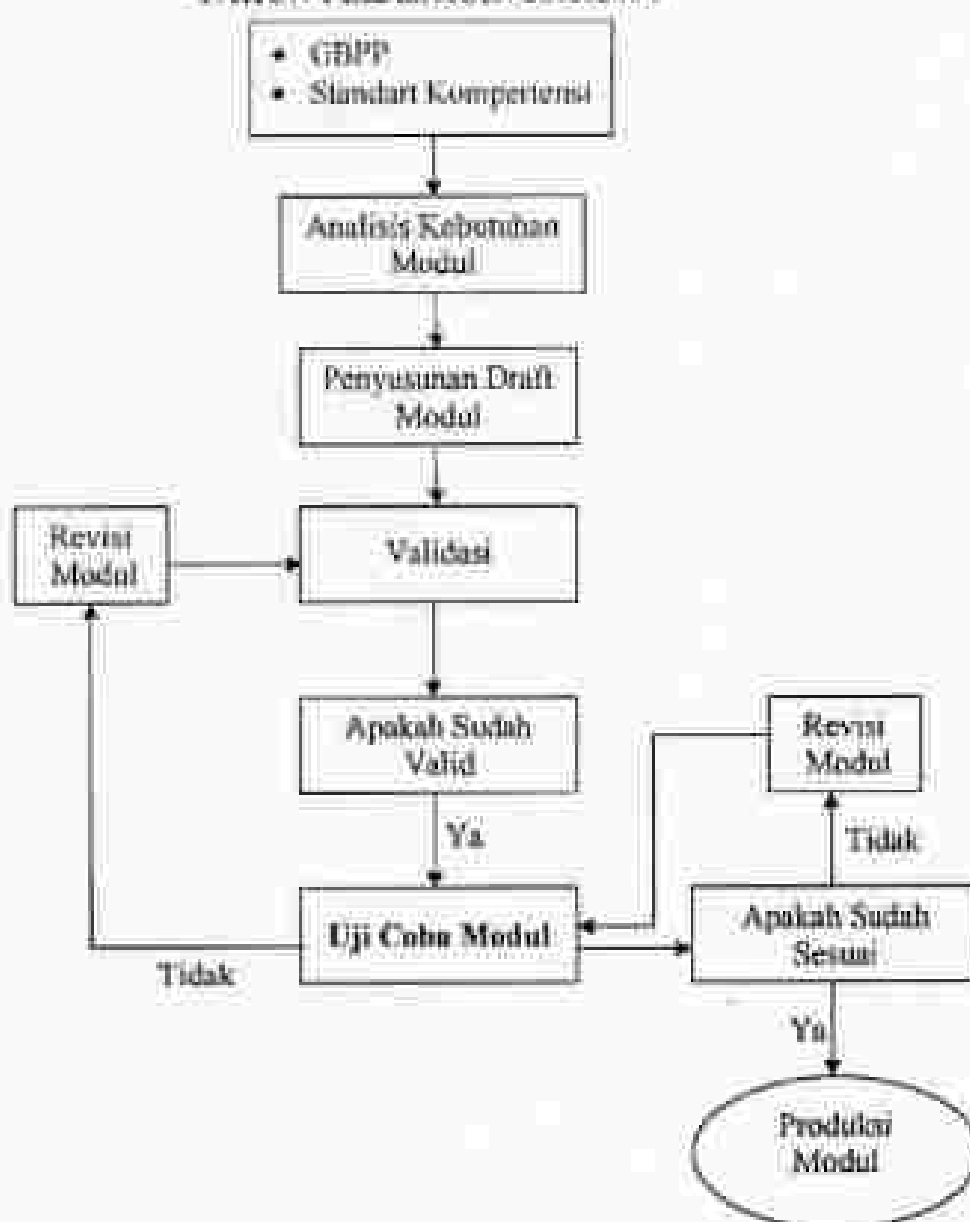 • GBPP
• Standart Kompetensi
Analisis Kebutuhan
Modul
Penyusunan Draft
Modul
Revisi
Modul
Validasi
Apakah Sudah
Valid
Revisi
Modul
Ya
Tidak
Uji Coba Modul
Apakah Sudah
Sesuai
Tidak
Ya
Produksi
Modul